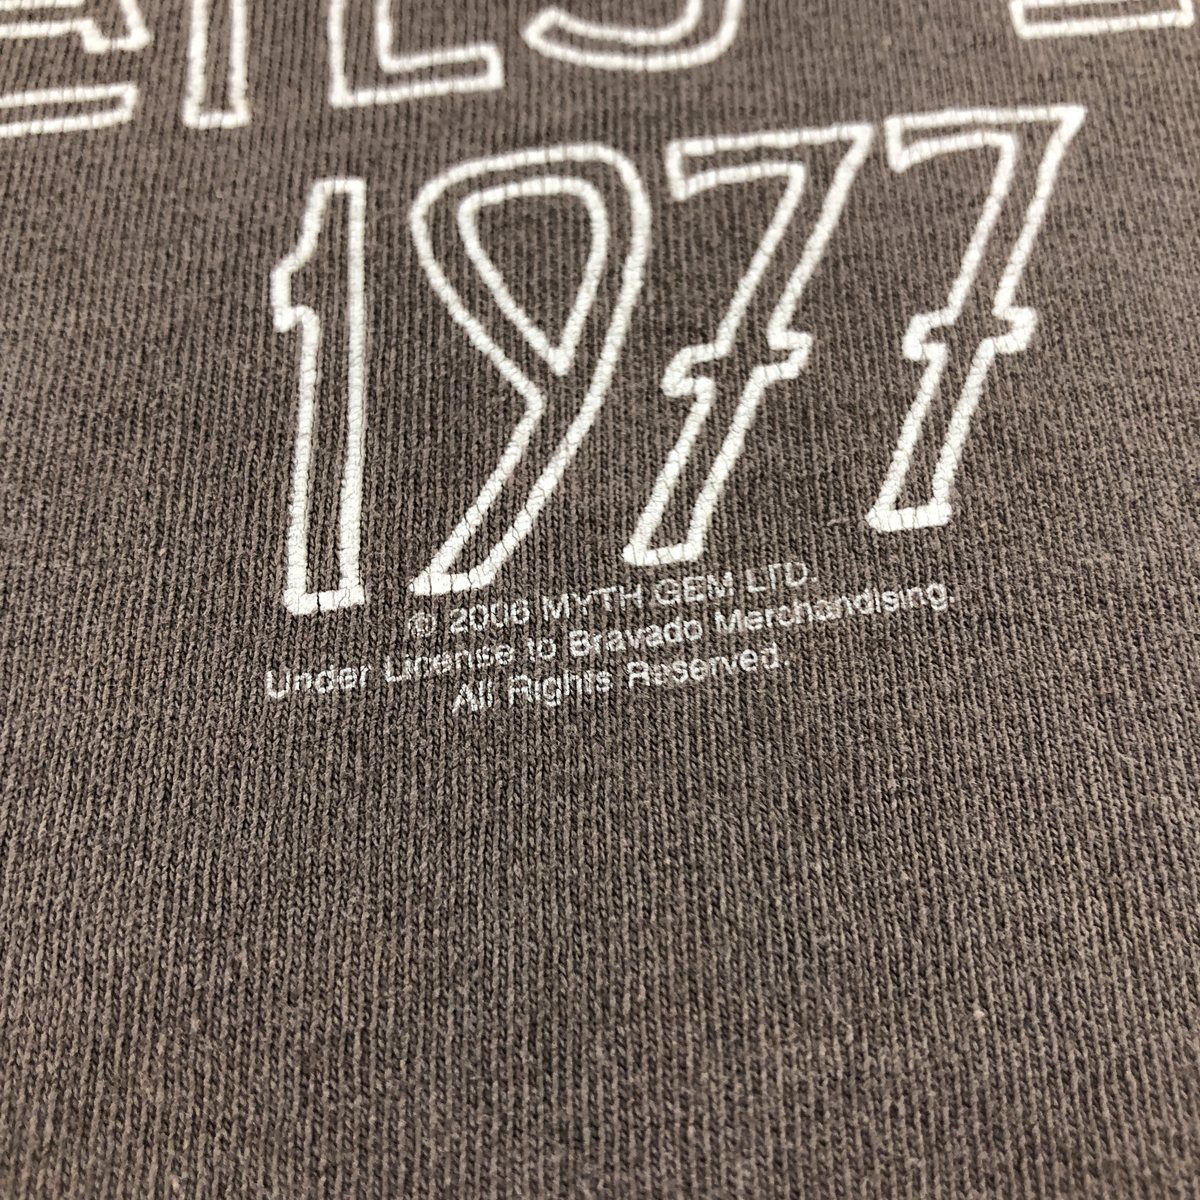 1977
© 2006 MYTH GEM LTD.
Under License to Bravado Merchandising.
All Rights Reserved.